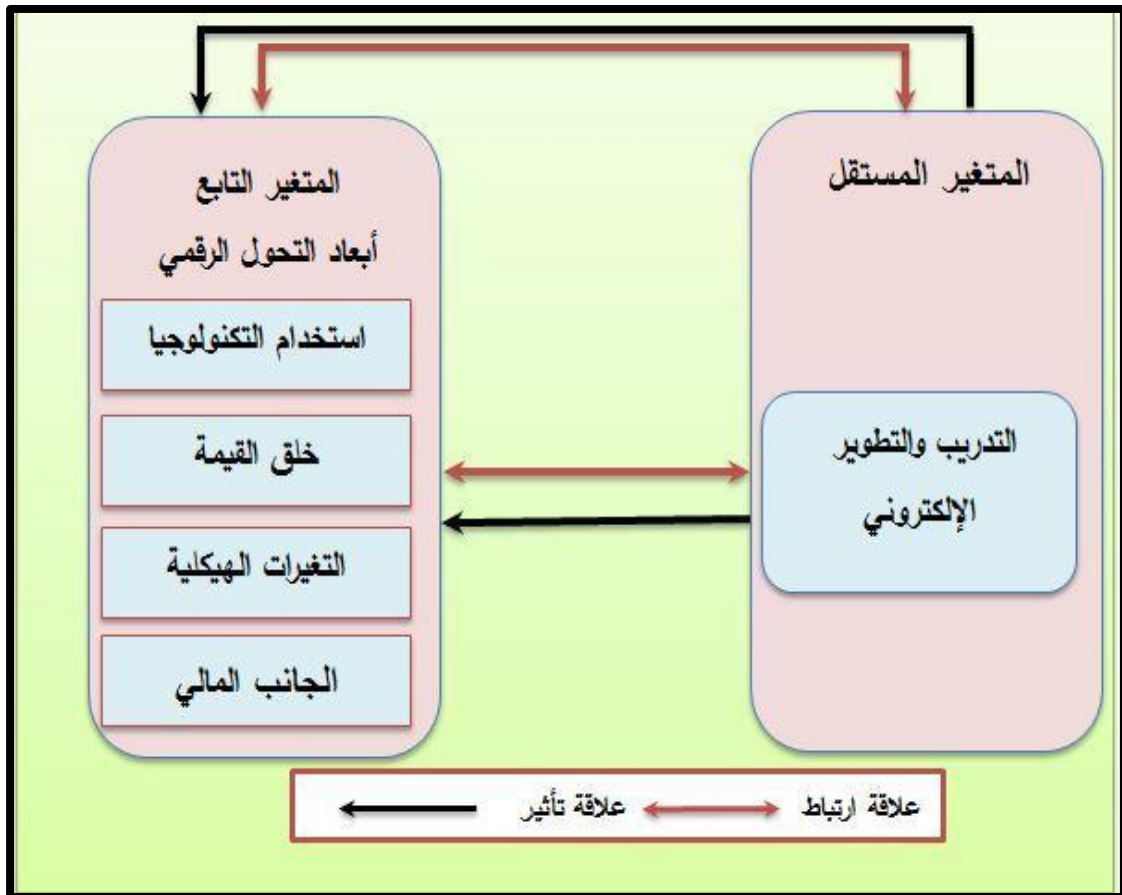 المتغير المستقل
التدريب والتطوير
الإلكتروني
المتغير التابع
أبعاد التحول الرقمي
استخدام التكنولوجيا
خلق القيمة
التغيرات الهيكلية
الجانب المالي
علاقة ارتباط
علاقة تأثير